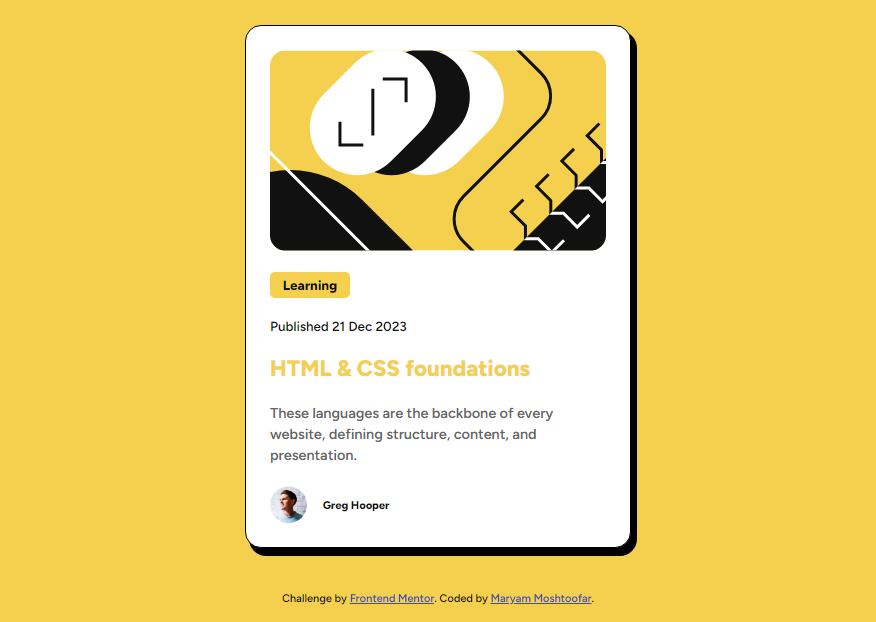 Learning
Published 21 Dec 2023
HTML & CSS foundations
These languages are the backbone of every
website, defining structure, content, and
presentation.
Greg Hooper
Challenge by Frontend Mentor. Coded by Maryam Moshtoofar.